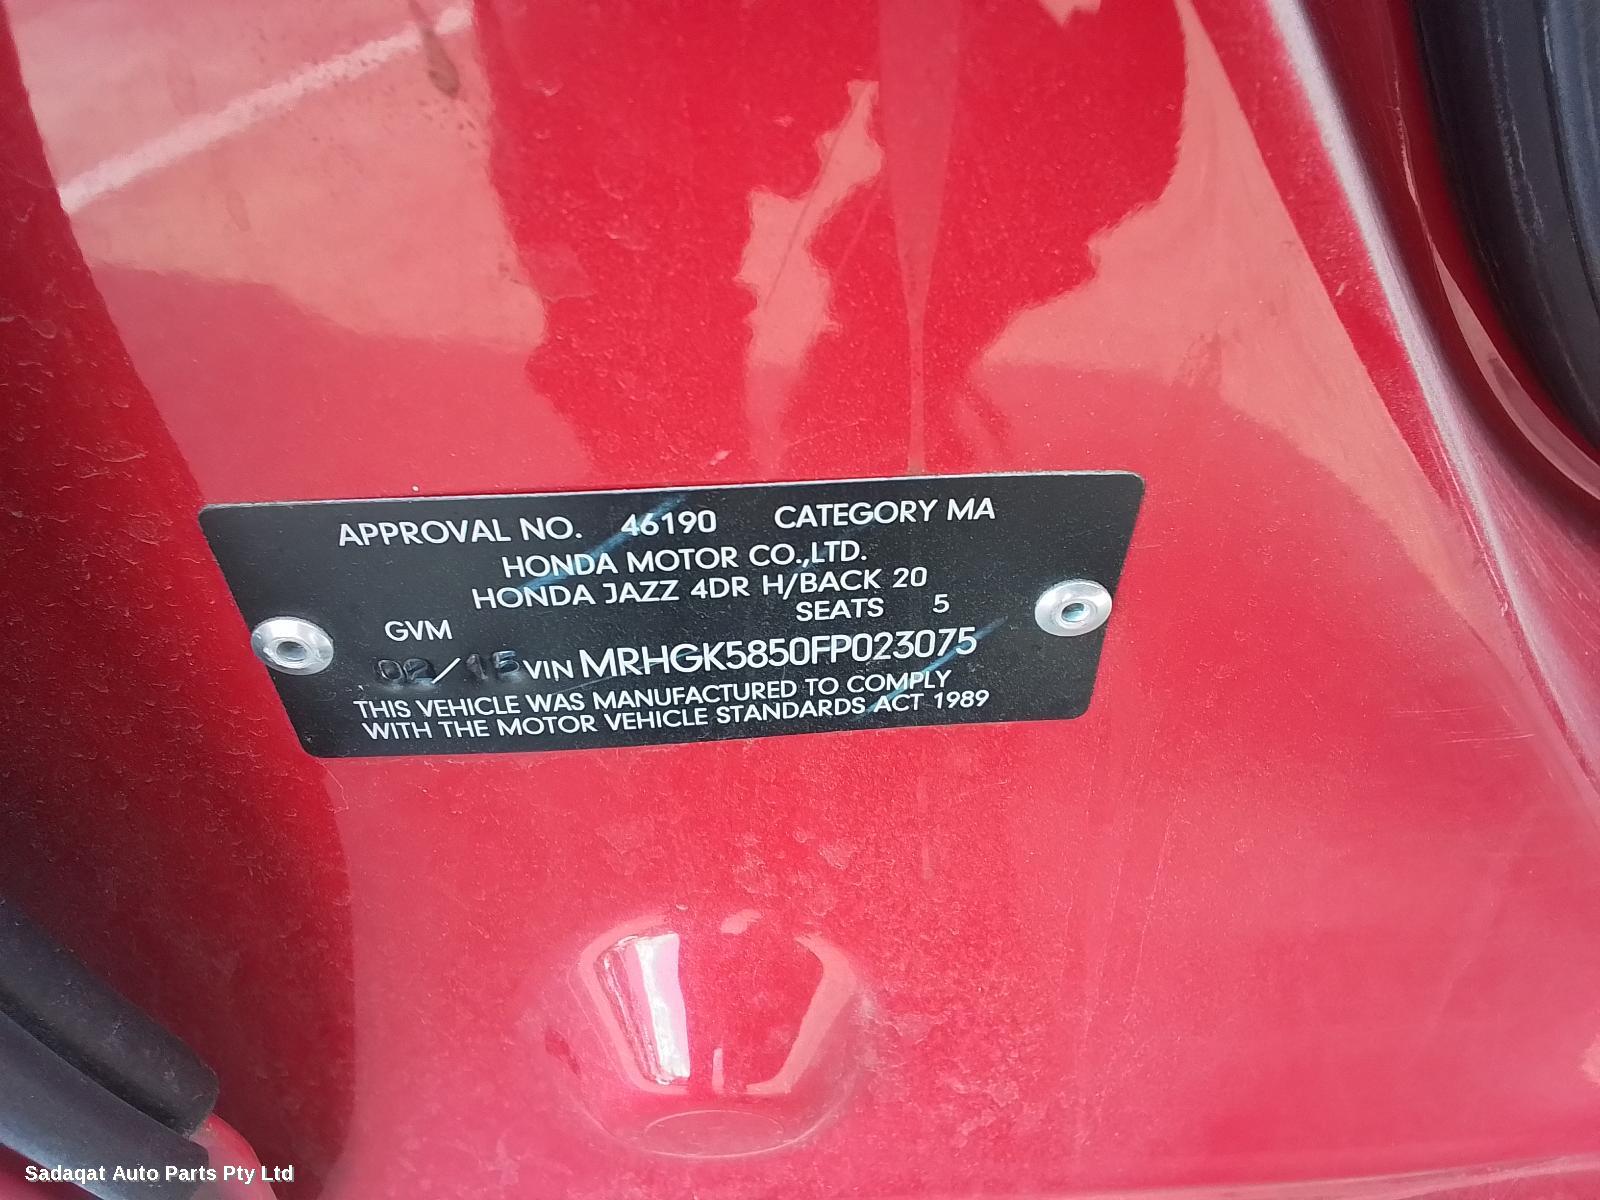 APPROVAL NO. 46190 CATEGORY MA
HONDA MOTOR CO.,LTD.
HONDA JAZZ 4DR H/BACK 20
SEATS 5
GVM
02/15 VIN MRHGK5850FP023075
THIS VEHICLE WAS MANUFACTURED TO COMPLY
WITH THE MOTOR VEHICLE STANDARDS ACT 1989
Sadaqat Auto Parts Pty Ltd